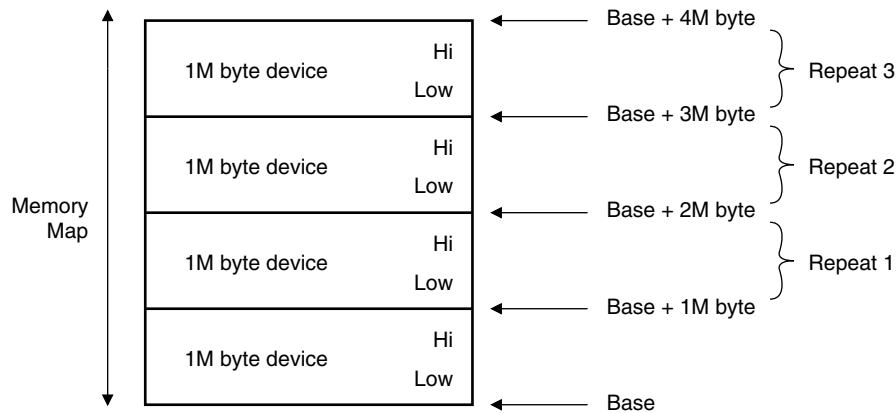 Base + 4M byte
Hi
1M byte device
Repeat 3
Low
Base + 3M byte
Hi
1M byte device
Repeat 2
Low
Memory
Map
Base + 2M byte
Hi
1M byte device
Repeat 1
Low
Base + 1M byte
Hi
1M byte device
Low
Base